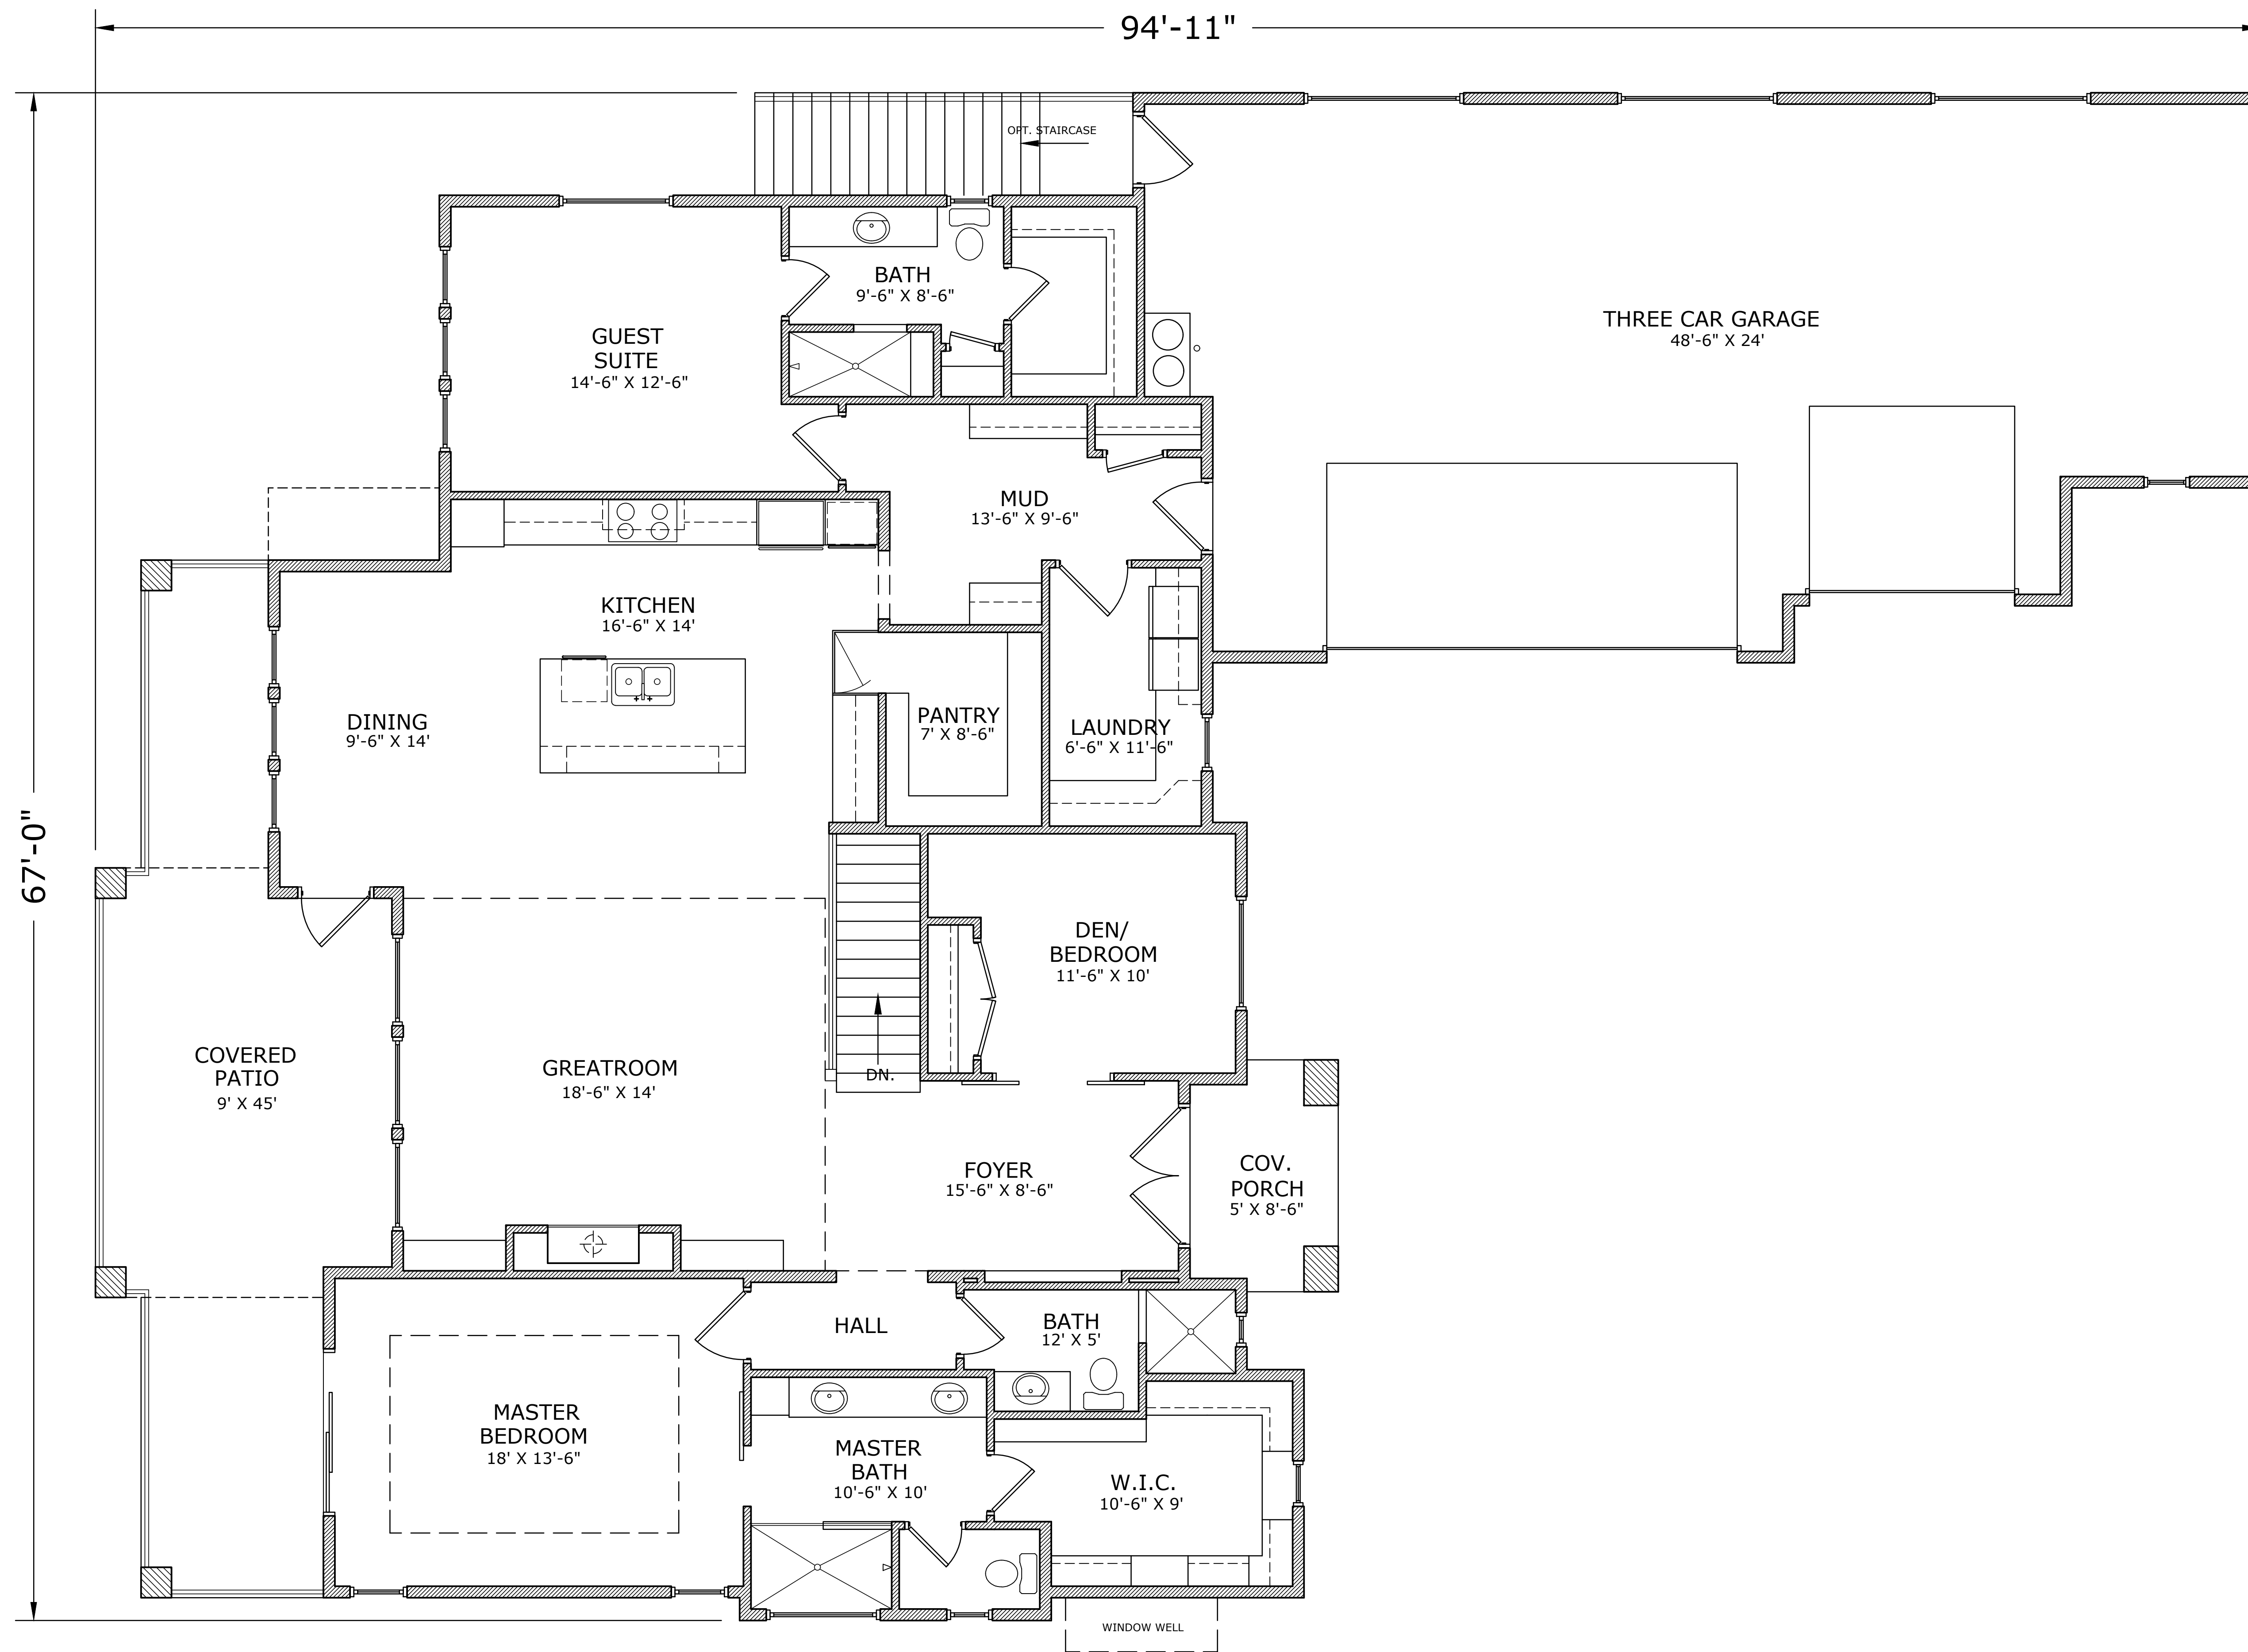 94'-11"
67'-0"
OPT. STAIRCASE
BATH
9'-6" X 8'-6"
GUEST
SUITE
14'-6" X 12'-6"
THREE CAR GARAGE
48'-6" X 24'
MUD
13'-6" X 9'-6"
KITCHEN
16'-6" X 14'
DINING
9'-6" X 14'
PANTRY
7' X 8'-6"
LAUNDRY
6'-6" X 11'-6"
DEN/
BEDROOM
11'-6" X 10'
COVERED
PATIO
9' X 45'
GREATROOM
18'-6" X 14'
DN.
FOYER
15'-6" X 8'-6"
COV.
PORCH
5' X 8'-6"
HALL
BATH
12' X 5'
MASTER
BEDROOM
18' X 13'-6"
MASTER
BATH
10'-6" X 10'
W.I.C.
10'-6" X 9'
WINDOW WELL